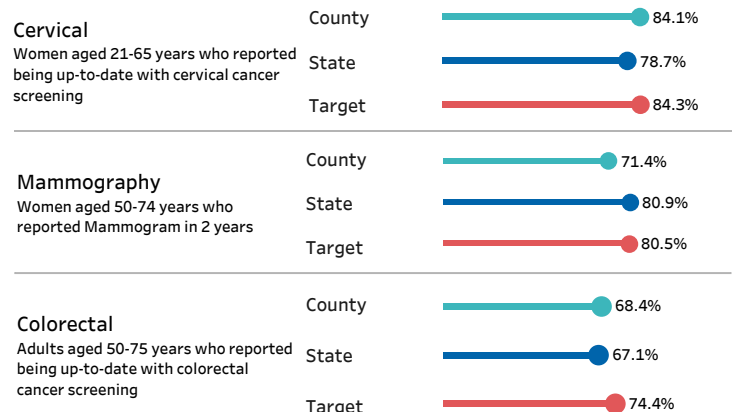 Cervical
Women aged 21-65 years who reported
being up-to-date with cervical cancer
screening
County
84.1%
State
78.7%
Target
84.3%
Mammography
Women aged 50-74 years who
reported Mammogram in 2 years
County
71.4%
State
80.9%
Target
80.5%
Colorectal
Adults aged 50-75 years who reported
being up-to-date with colorectal
cancer screening
County
68.4%
State
67.1%
Target
74.4%